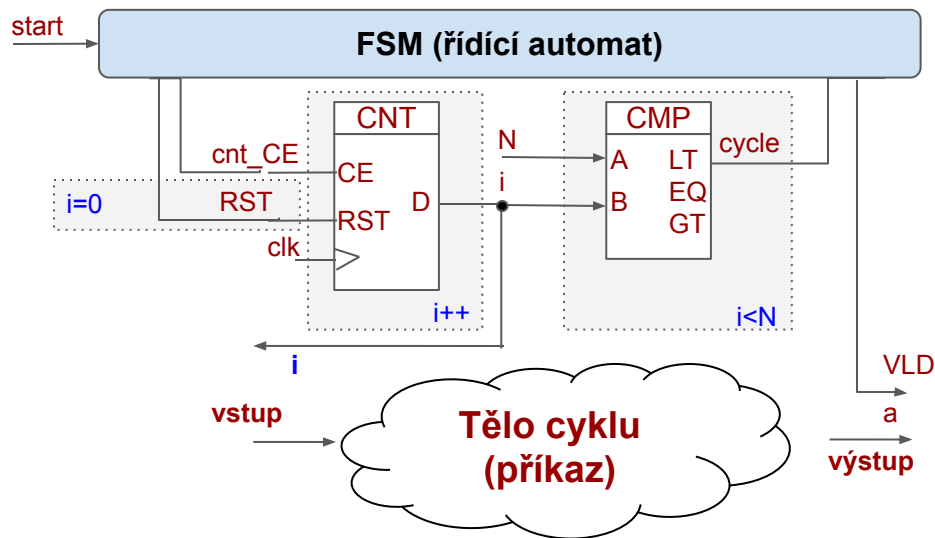 start
FSM (řídící automat)
CNT
CMP
cnt_CE
CE
N
A
LT
cycle
i=0
RST
RST
D
i
B
EQ
GT
clk
i++
i<N
i
VLD
vstup
Tělo cyklu
(příkaz)
a
výstup